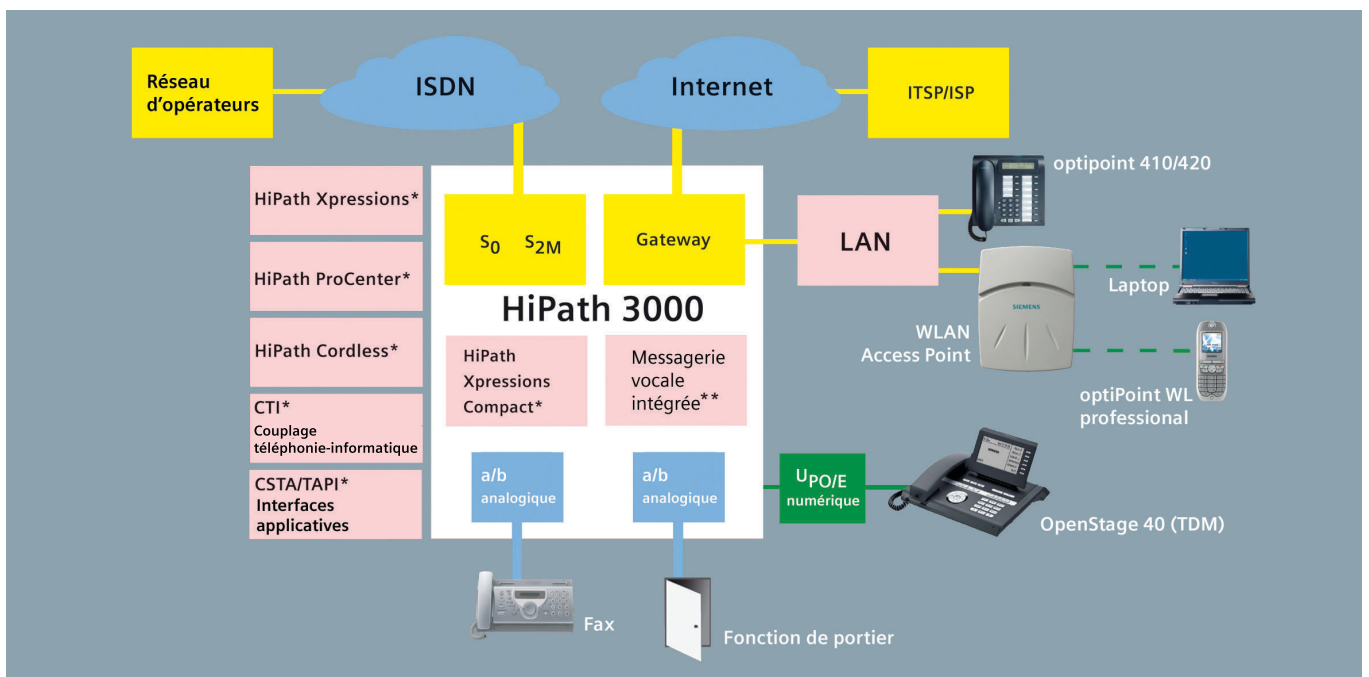 Réseau
d'opérateurs
ISDN
Internet
ITSP/ISP
HiPath Xpressions*
HiPath ProCenter*
HiPath Cordless*
CTI*
Couplage
téléphonie-informatique
CSTA/TAPI*
Interfaces
applicatives
S0 S2M
Gateway
HiPath 3000
HiPath
Xpressions
Compact*
Messagerie
vocale
intégrée**
a/b
analogique
a/b
analogique
LAN
optipoint 410/420
SIEMENS
WLAN
Access Point
Laptop
optiPoint WL
professional
UPO/E
numérique
OpenStage 40 (TDM)
Fax
Fonction de portier